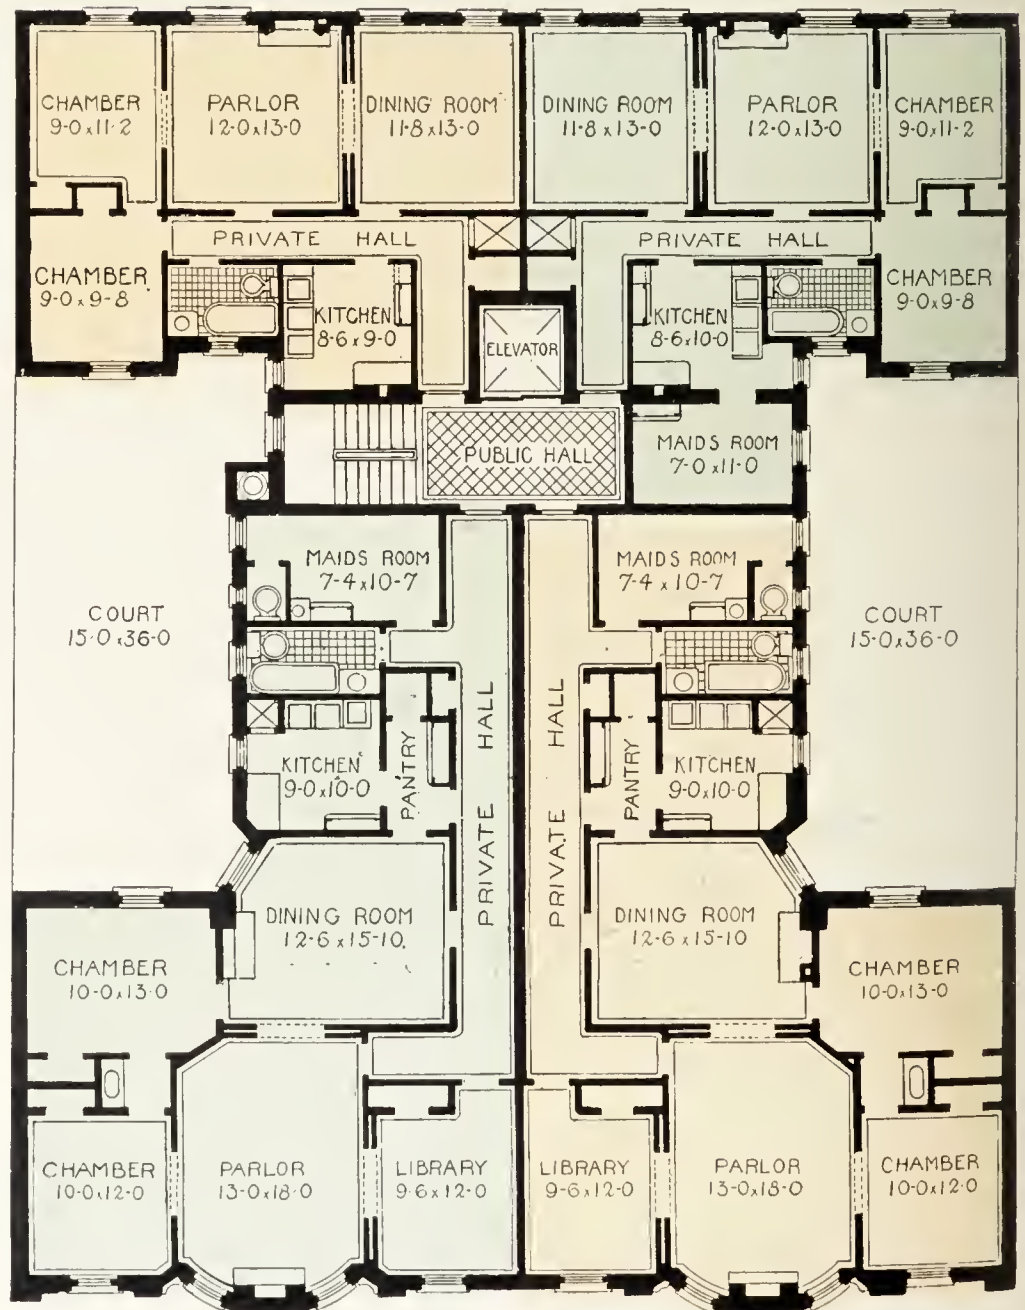 CHAMBER
9-0x11-2
PARLOR
12-0x13-0
DINING ROOM
11-8x13-0
DINING ROOM
11-8x13-0
PARLOR
12-0x13-0
CHAMBER
9-0x11-2
PRIVATE HALL
PRIVATE HALL
CHAMBER
9-0x9-8
KITCHEN
8-6x9-0
ELEVATOR
KITCHEN
8-6x10-0
CHAMBER
9-0x9-8
PUBLIC HALL
MAIDS ROOM
7-0x11-0
MAIDS ROOM
7-4x10-7
MAIDS ROOM
7-4x10-7
COURT
15-0x36-0
COURT
15-0x36-0
KITCHEN
9-0x10-0
PANTRY
PRIVATE HALL
PRIVATE HALL
PANTRY
KITCHEN
9-0x10-0
DINING ROOM
12-6x15-10
DINING ROOM
12-6x15-10
CHAMBER
10-0x13-0
CHAMBER
10-0x13-0
CHAMBER
10-0x12-0
PARLOR
13-0x18-0
LIBRARY
9-6x12-0
LIBRARY
9-6x12-0
PARLOR
13-0x18-0
CHAMBER
10-0x12-0